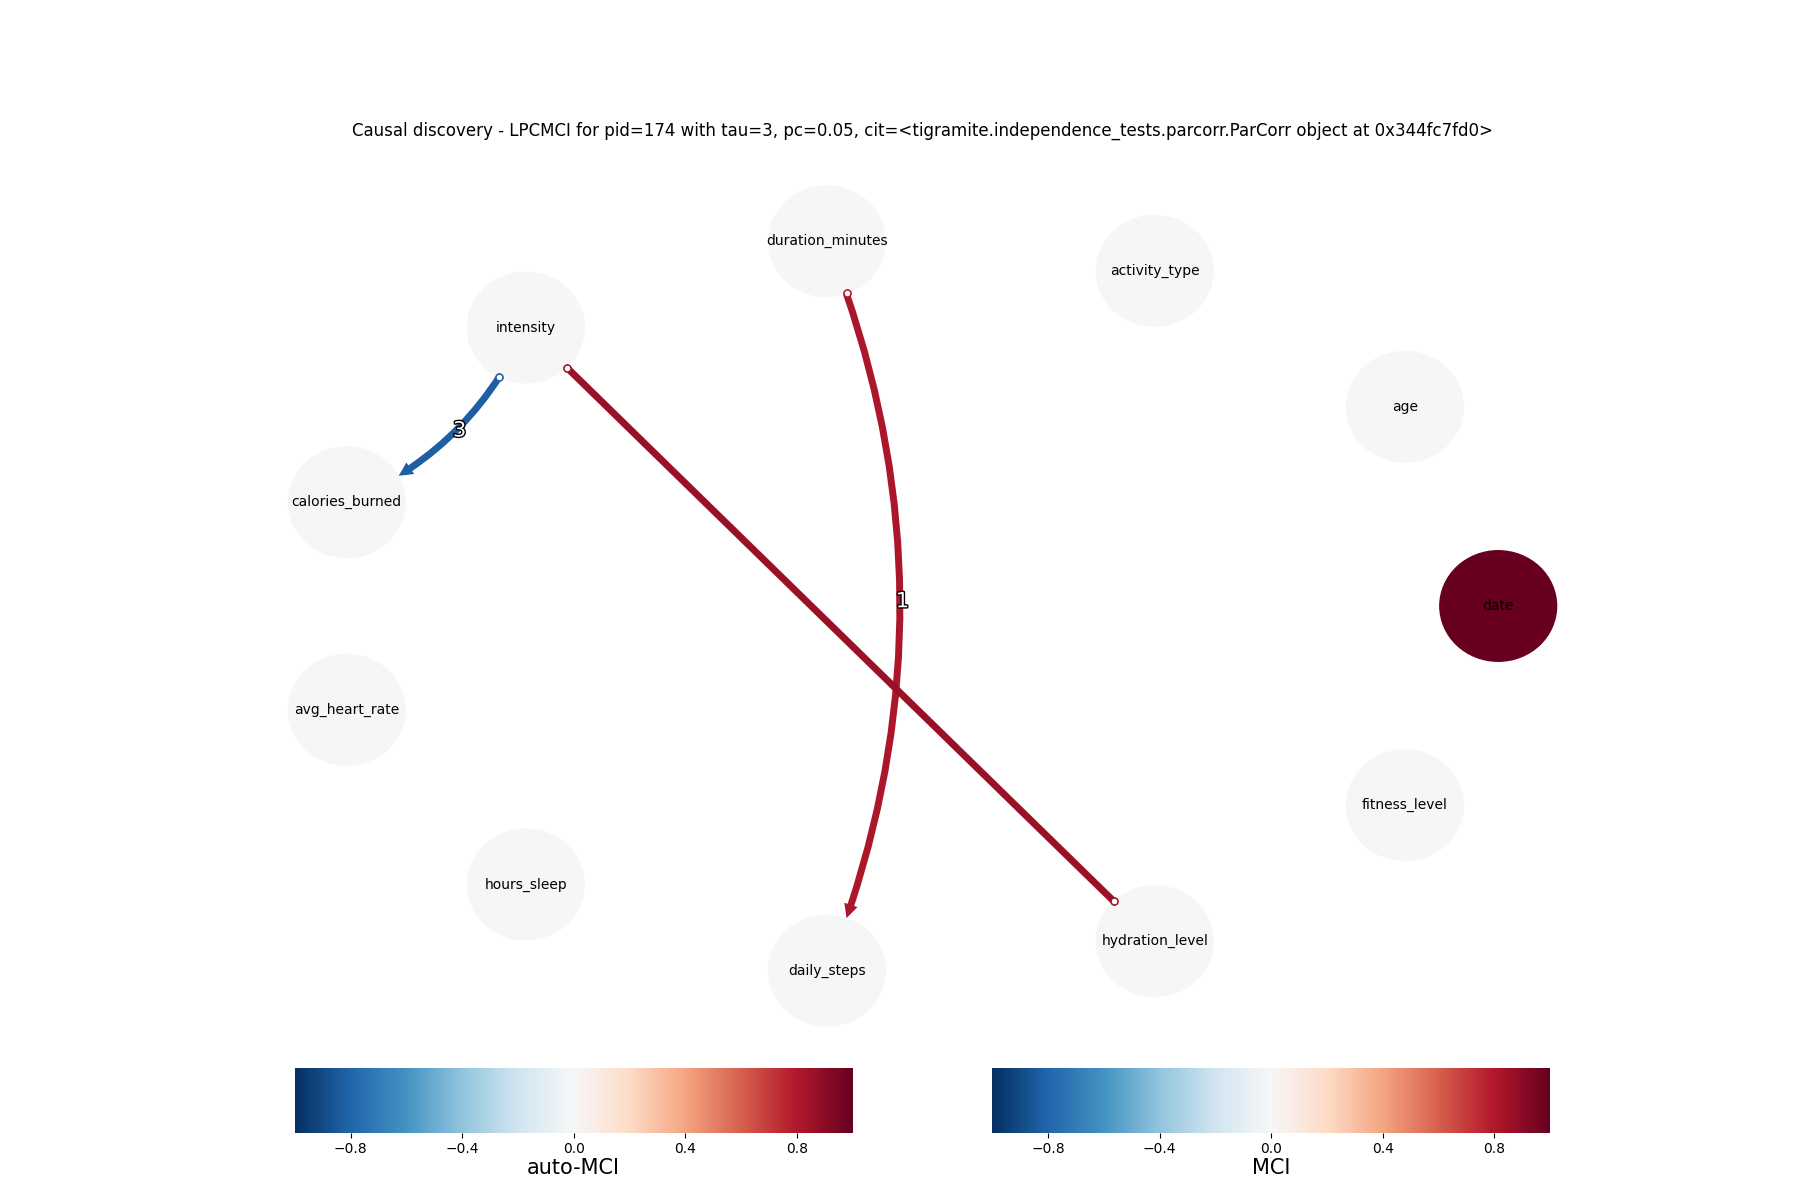 Causal discovery - LPCMCI for pid=174 with tau=3, pc=0.05, cit=<tigramite.independence_tests.parcorr.ParCorr object at 0x344fc7fd0>
duration_minutes
activity_type
intensity
age
3
calories_burned
1
date
avg_heart_rate
fitness_level
hours_sleep
hydration_level
daily_steps
−0.8 −0.4 0.0 0.4 0.8
auto-MCI
−0.8 −0.4 0.0 0.4 0.8
MCI